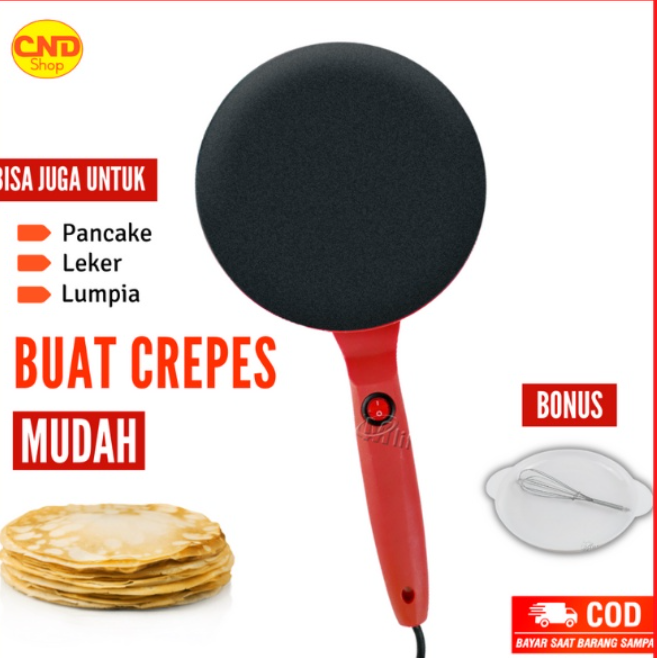 CND
Shop
BISA JUGA UNTUK
Pancake
Leker
Lumpia
BUAT CREPES
MUDAH
BONUS
COD
BAYAR SAAT BARANG SAMPA